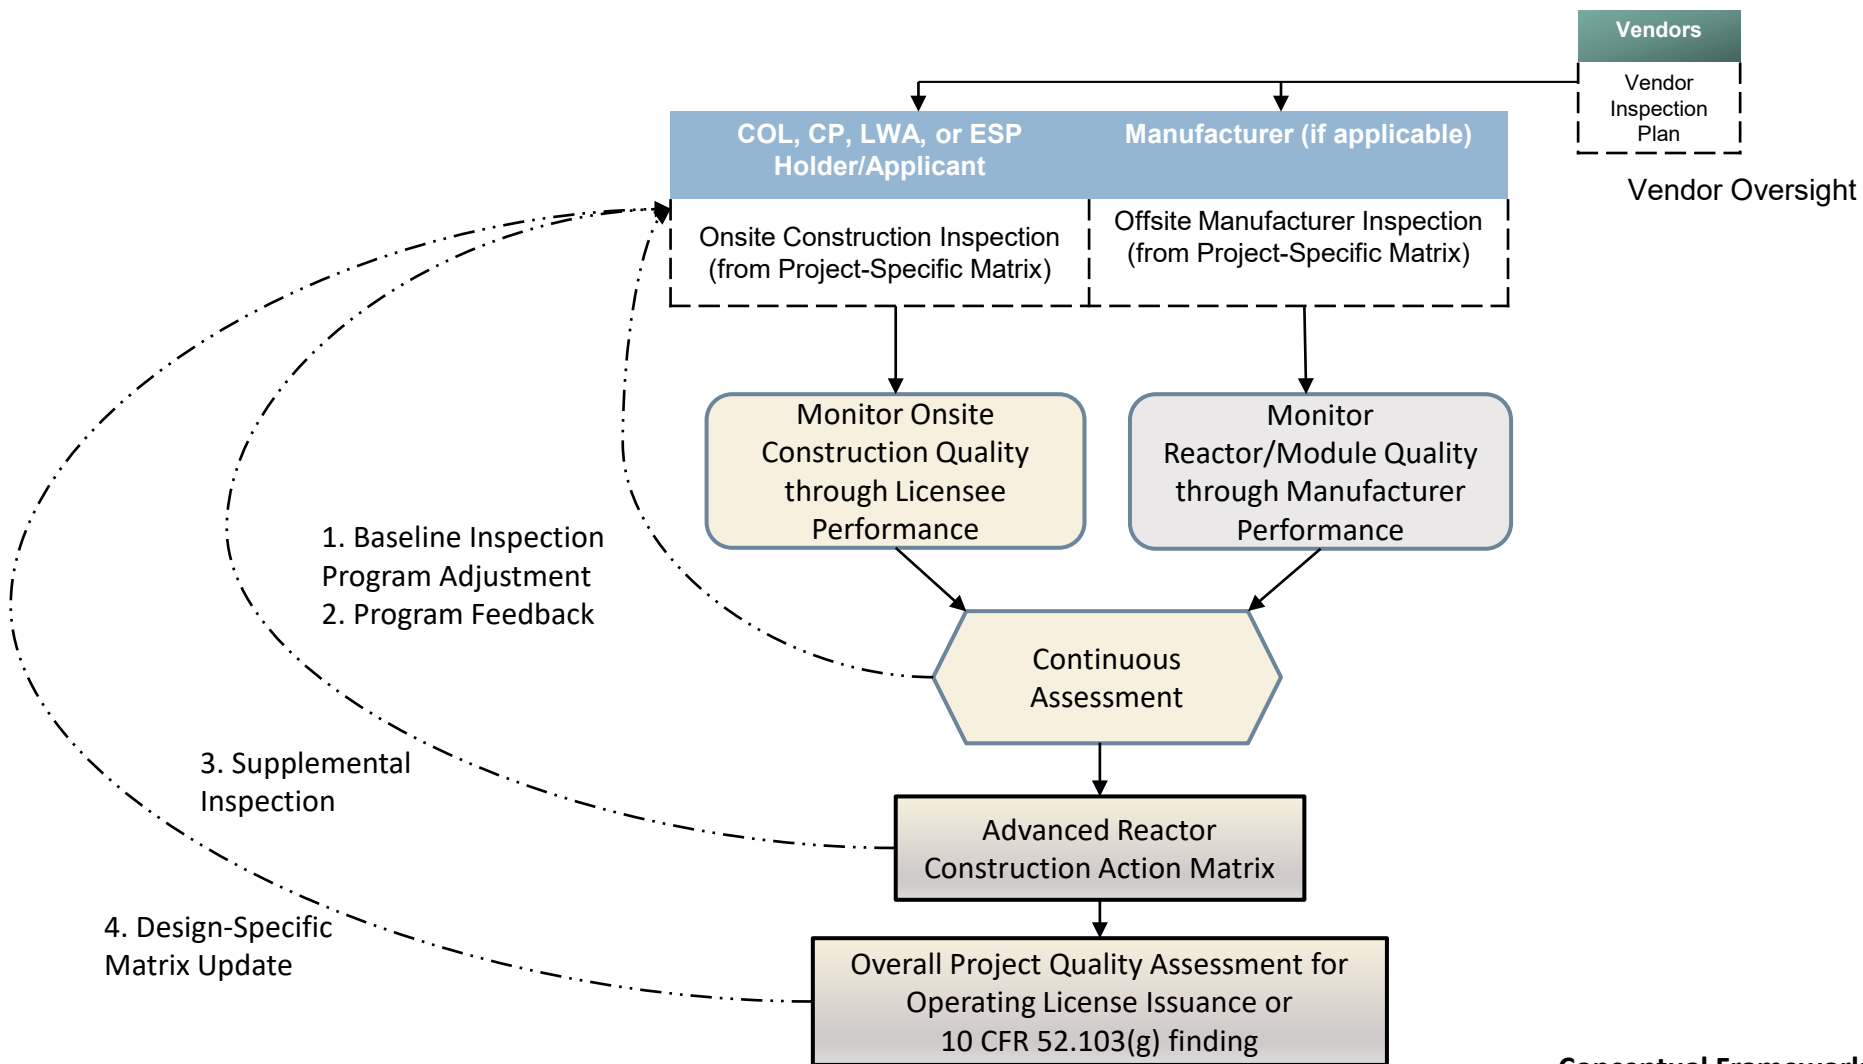 Vendors
Vendor
Inspection
Plan
Vendor Oversight
COL, CP, LWA, or ESP
Holder/Applicant
Manufacturer (if applicable)
Onsite Construction Inspection
(from Project-Specific Matrix)
Offsite Manufacturer Inspection
(from Project-Specific Matrix)
Monitor Onsite
Construction Quality
through Licensee
Performance
Monitor
Reactor/Module Quality
through Manufacturer
Performance
1. Baseline Inspection
Program Adjustment
2. Program Feedback
Continuous
Assessment
3. Supplemental
Inspection
Advanced Reactor
Construction Action Matrix
4. Design-Specific
Matrix Update
Overall Project Quality Assessment for
Operating License Issuance or
10 CFR 52.103(g) finding
Conceptual Framework